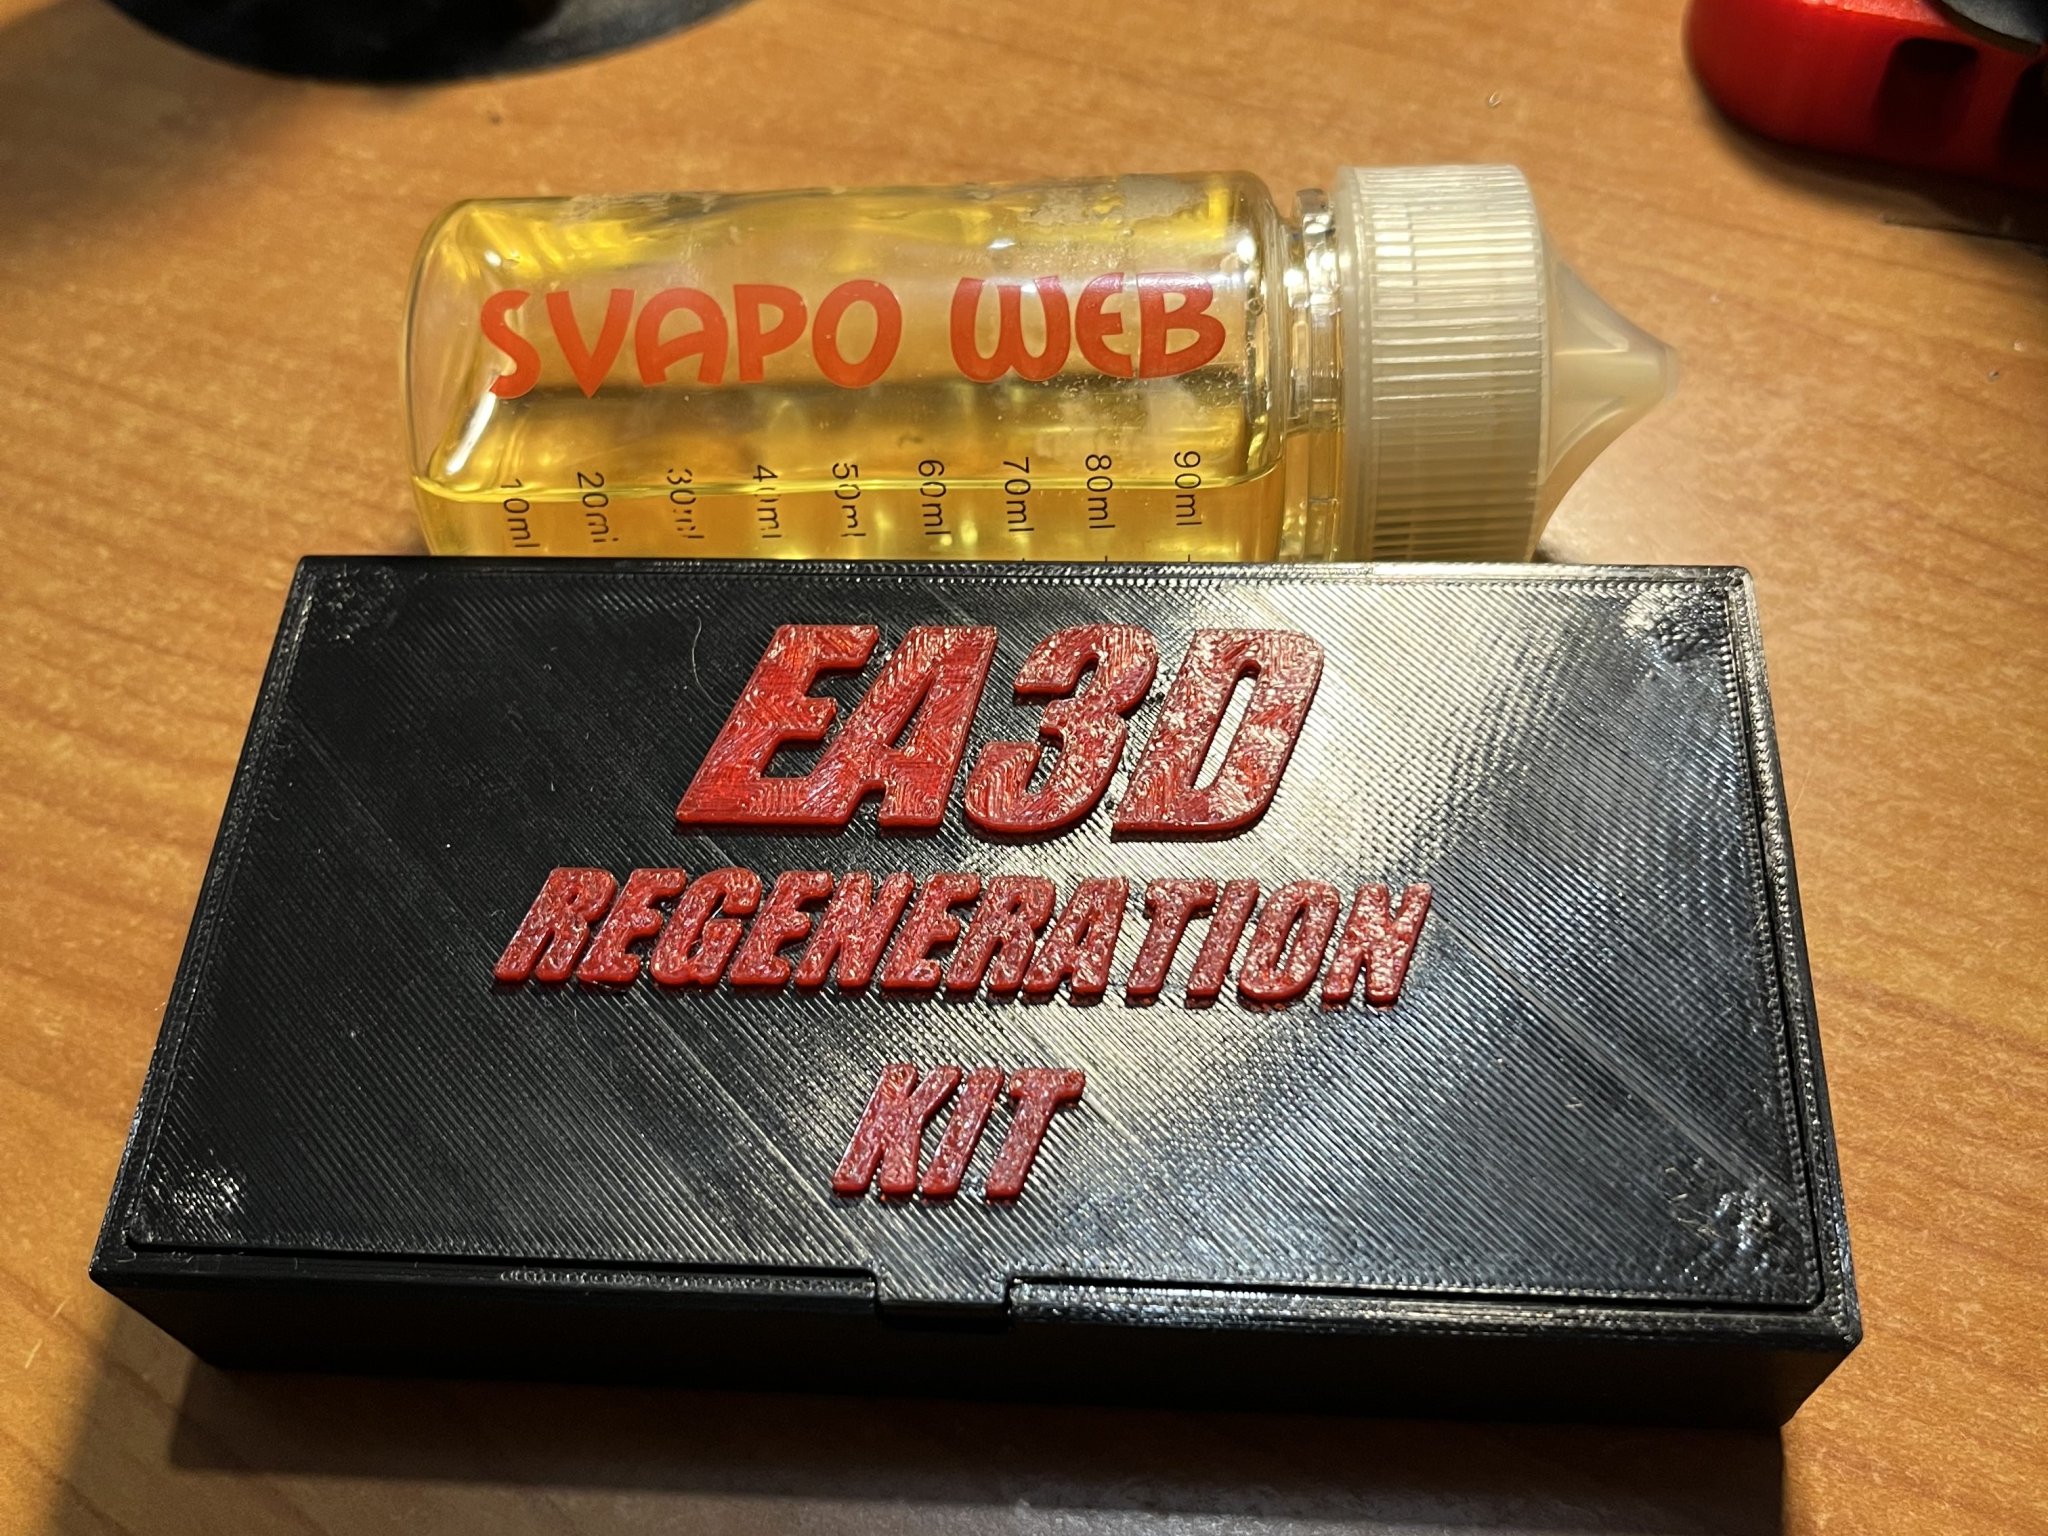 SVAPO WEB
10ml 20ml 30ml 40ml 50ml 60ml 70ml 80ml 90ml
EA3D
REGENERATION
KIT